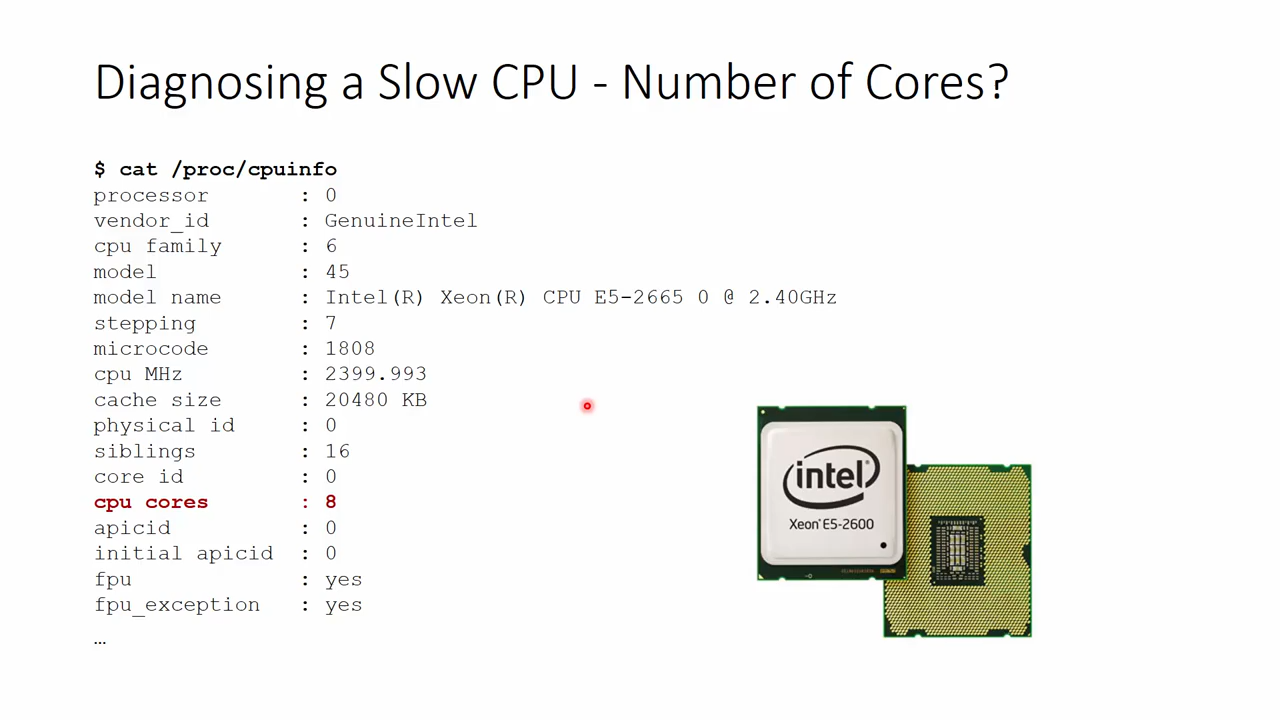 Diagnosing a Slow CPU - Number of Cores?
$ cat /proc/cpuinfo
processor : 0
vendor_id : GenuineIntel
cpu family : 6
model : 45
model name : Intel(R) Xeon(R) CPU E5-2665 0 @ 2.40GHz
stepping : 7
microcode : 1808
cpu MHz : 2399.993
cache size : 20480 KB
physical id : 0
siblings : 16
core id : 0
cpu cores : 8
apicid : 0
initial apicid : 0
fpu : yes
fpu_exception : yes
…
intel
Xeon® E5-2600